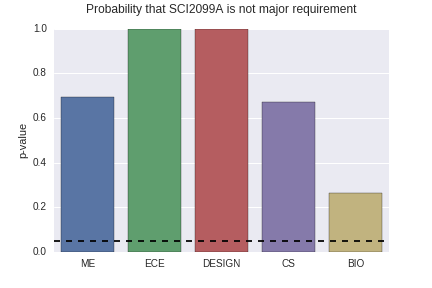 Probability that SCI2099A is not major requirement
1.0
0.8
0.6
0.4
0.2
0.0
p-value
ME ECE DESIGN CS BIO